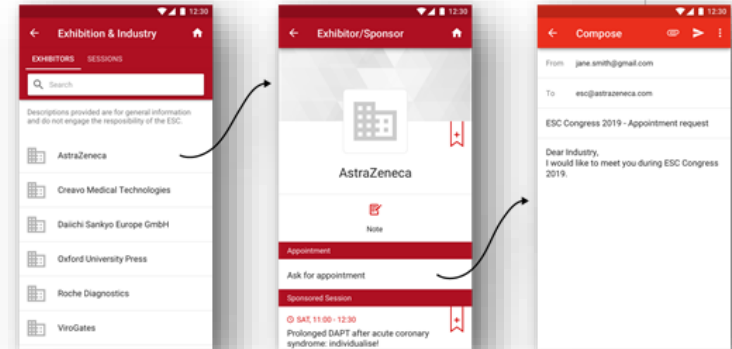 12:30
Exhibition & Industry
EXHIBITORS SESSIONS
Search
Descriptions provided are for general information
and do not engage the resposibility of the ESC.
AstraZeneca
Creavo Medical Technologies
Daiichi Sankyo Europe GmbH
Oxford University Press
Roche Diagnostics
ViroGates
12:30
Exhibitor/Sponsor
AstraZeneca
Note
Appointment
Ask for appointment
Sponsored Session
SAT, 11:00 - 12:30
Prolonged DAPT after acute coronary
syndrome: individualise!
12:30
Compose
From jane.smith@gmail.com
To esc@astrazeneca.com
ESC Congress 2019 - Appointment request
Dear Industry,
I would like to meet you during ESC Congress
2019.